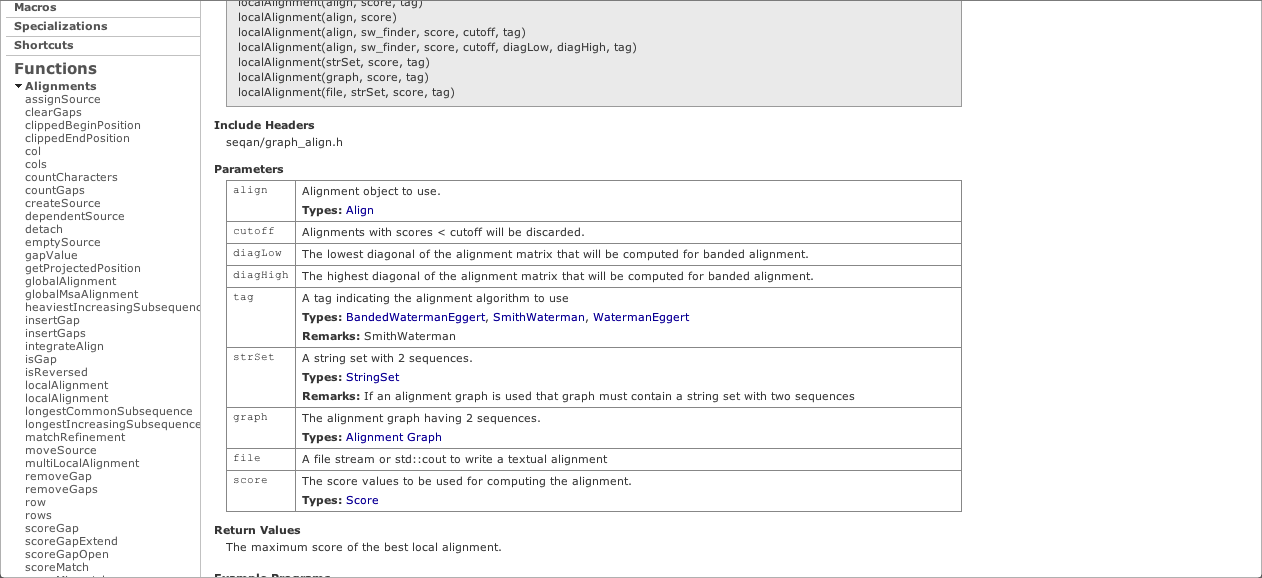 Macros
Specializations
Shortcuts
Functions
Alignments
assignSource
clearGaps
clippedBeginPosition
clippedEndPosition
col
cols
countCharacters
countGaps
createSource
dependentSource
detach
emptySource
gapValue
getProjectedPosition
globalAlignment
globalMsaAlignment
heaviestIncreasingSubsequenc
insertGap
insertGaps
integrateAlign
isGap
isReversed
localAlignment
localAlignment
longestCommonSubsequence
longestIncreasingSubsequence
matchRefinement
moveSource
multiLocalAlignment
removeGap
removeGaps
row
rows
scoreGap
scoreGapExtend
scoreGapOpen
scoreMatch
localAlignment(align, score, tag)
localAlignment(align, score)
localAlignment(align, sw_finder, score, cutoff, tag)
localAlignment(align, sw_finder, score, cutoff, diagLow, diagHigh, tag)
localAlignment(strSet, score, tag)
localAlignment(graph, score, tag)
localAlignment(file, strSet, score, tag)
Include Headers
seqan/graph_align.h
Parameters
align Alignment object to use.
Types: Align
cutoff Alignments with scores < cutoff will be discarded.
diagLow The lowest diagonal of the alignment matrix that will be computed for banded alignment.
diagHigh The highest diagonal of the alignment matrix that will be computed for banded alignment.
tag A tag indicating the alignment algorithm to use
Types: BandedWatermanEggert, SmithWaterman, WatermanEggert
Remarks: SmithWaterman
strSet A string set with 2 sequences.
Types: StringSet
Remarks: If an alignment graph is used that graph must contain a string set with two sequences
graph The alignment graph having 2 sequences.
Types: Alignment Graph
file A file stream or std::cout to write a textual alignment
score The score values to be used for computing the alignment.
Types: Score
Return Values
The maximum score of the best local alignment.
Example Programs